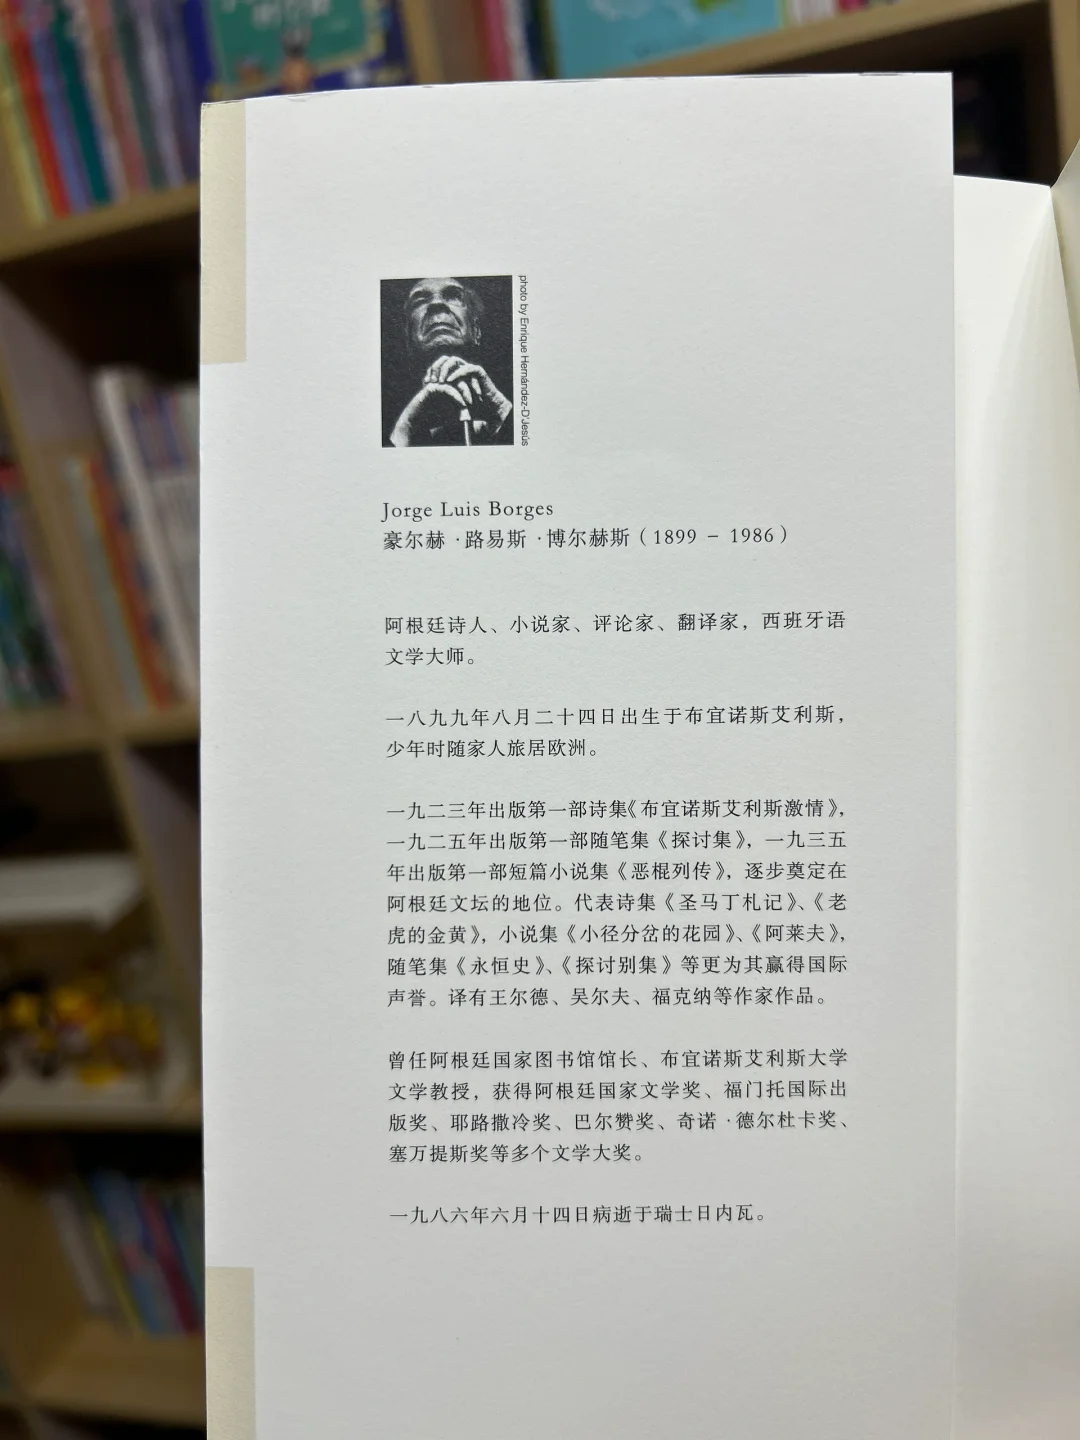 photo by Enrique Hernández-D'Jesús
Jorge Luis Borges
豪尔赫·路易斯·博尔赫斯（1899 – 1986）
阿根廷诗人、小说家、评论家、翻译家，西班牙语
文学大师。
一八九九年八月二十四日出生于布宜诺斯艾利斯，
少年时随家人旅居欧洲。
一九二三年出版第一部诗集《布宜诺斯艾利斯激情》，
一九二五年出版第一部随笔集《探讨集》，一九三五
年出版第一部短篇小说集《恶棍列传》，逐步奠定在
阿根廷文坛的地位。代表诗集《圣马丁札记》、《老
虎的金黄》，小说集《小径分岔的花园》、《阿莱夫》，
随笔集《永恒史》、《探讨别集》等更为其赢得国际
声誉。译有王尔德、吴尔夫、福克纳等作家作品。
曾任阿根廷国家图书馆馆长、布宜诺斯艾利斯大学
文学教授，获得阿根廷国家文学奖、福门托国际出
版奖、耶路撒冷奖、巴尔赞奖、奇诺·德尔杜卡奖、
塞万提斯奖等多个文学大奖。
一九八六年六月十四日病逝于瑞士日内瓦。